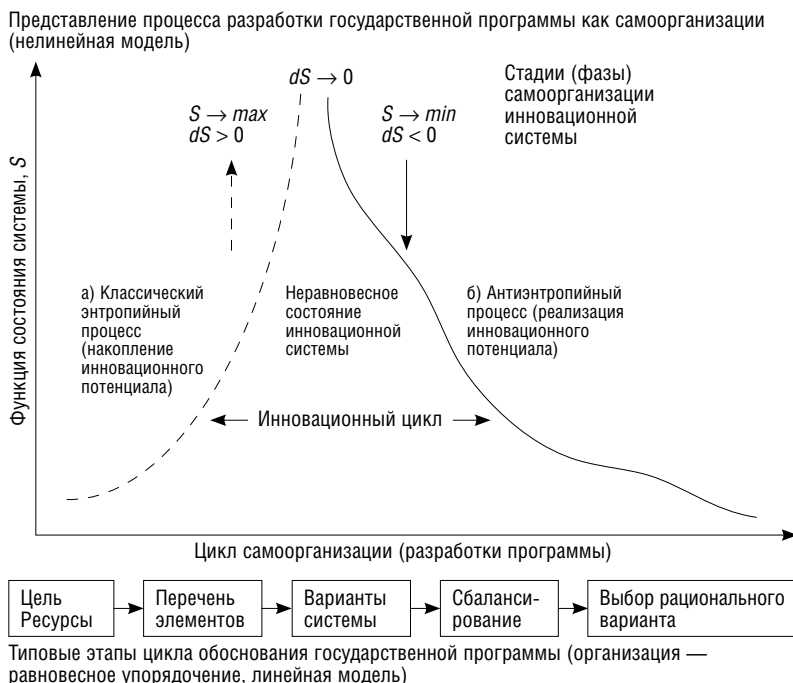 Представление процесса разработки государственной программы как самоорганизации
(нелинейная модель)
dS → 0
S → max
dS > 0
S → min
dS < 0
Стадии (фазы)
самоорганизации
инновационной
системы
Функция состояния системы, S
а) Классический
энтропийный
процесс
(накопление
инновационного
потенциала)
Неравновесное
состояние
инновационной
системы
б) Антиэнтропийный
процесс (реализация
инновационного
потенциала)
Инновационный цикл
Цикл самоорганизации (разработки программы)
Цель
Ресурсы
Перечень
элементов
Варианты
системы
Сбаланси-
рование
Выбор рационального
варианта
Типовые этапы цикла обоснования государственной программы (организация —
равновесное упорядочение, линейная модель)